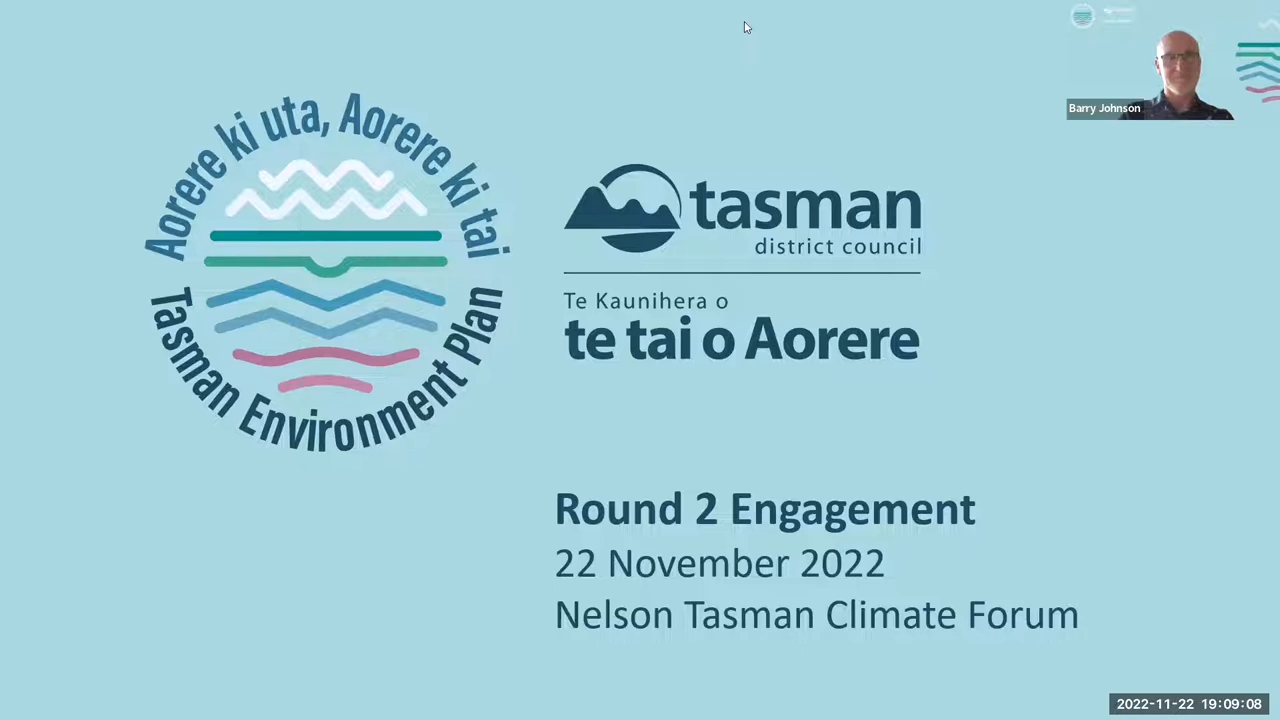 Aorere ki uta, Aorere ki tai
Tasman Environment Plan
tasman
district council
Te Kaunihera o
te tai o Aorere
Round 2 Engagement
22 November 2022
Nelson Tasman Climate Forum
Barry Johnson
2022-11-22 19:09:08